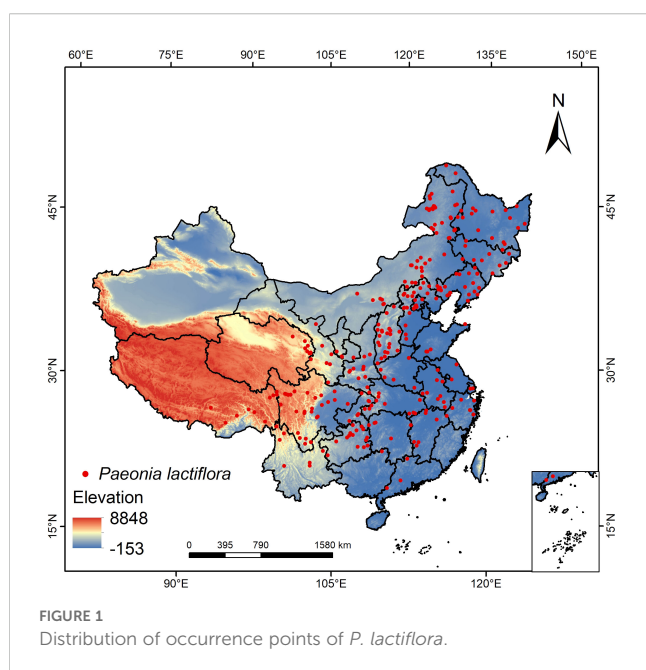 60°E 75°E 90°E 105°E 120°E 135°E 150°E
N
45°N 45°N
30°N 30°N
Paeonia lactiflora
Elevation
8848
-153
15°N 15°N
0 395 790 1580 km
90°E 105°E 120°E
FIGURE 1
Distribution of occurrence points of P. lactiflora.